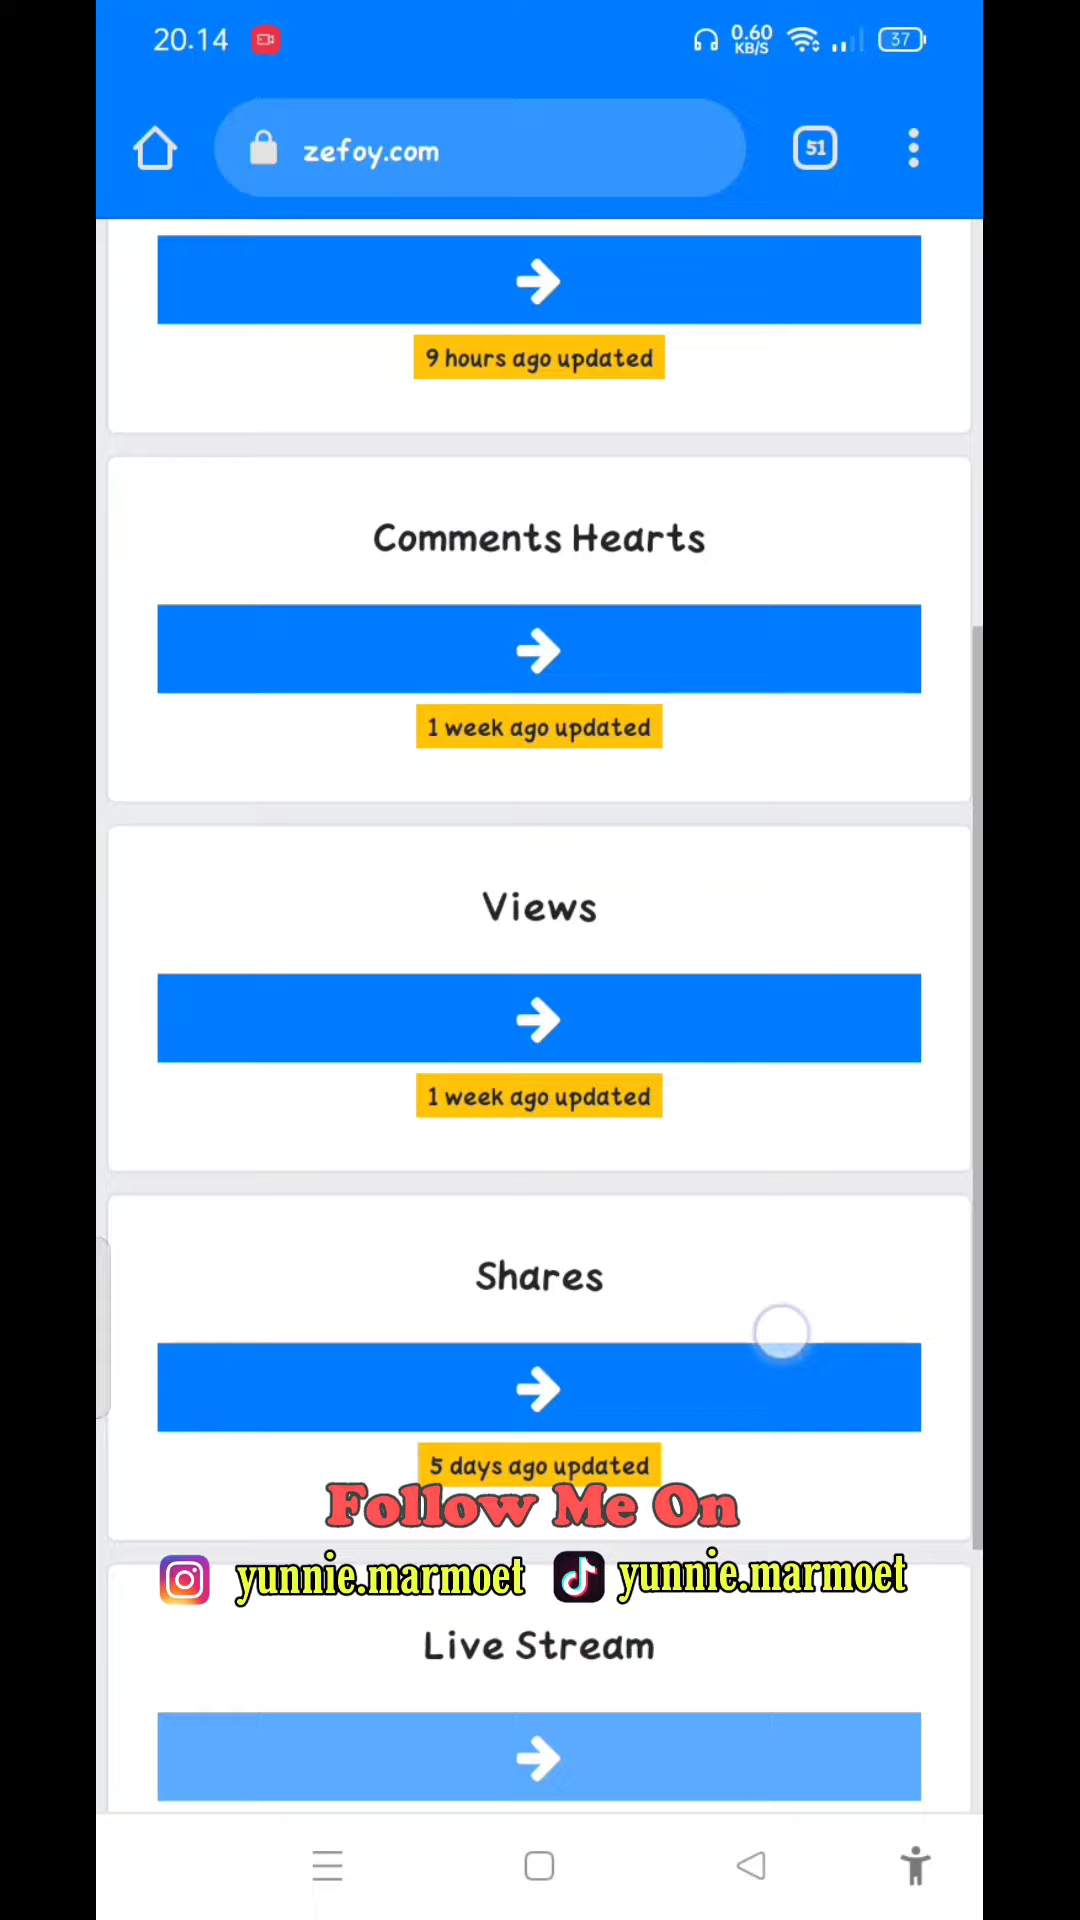 20.14
0.60
KB/S
37
zefoy.com
51
9 hours ago updated
Comments Hearts
1 week ago updated
Views
1 week ago updated
Shares
5 days ago updated
Follow Me On
yunnie.marmoet yunnie.marmoet
Live Stream